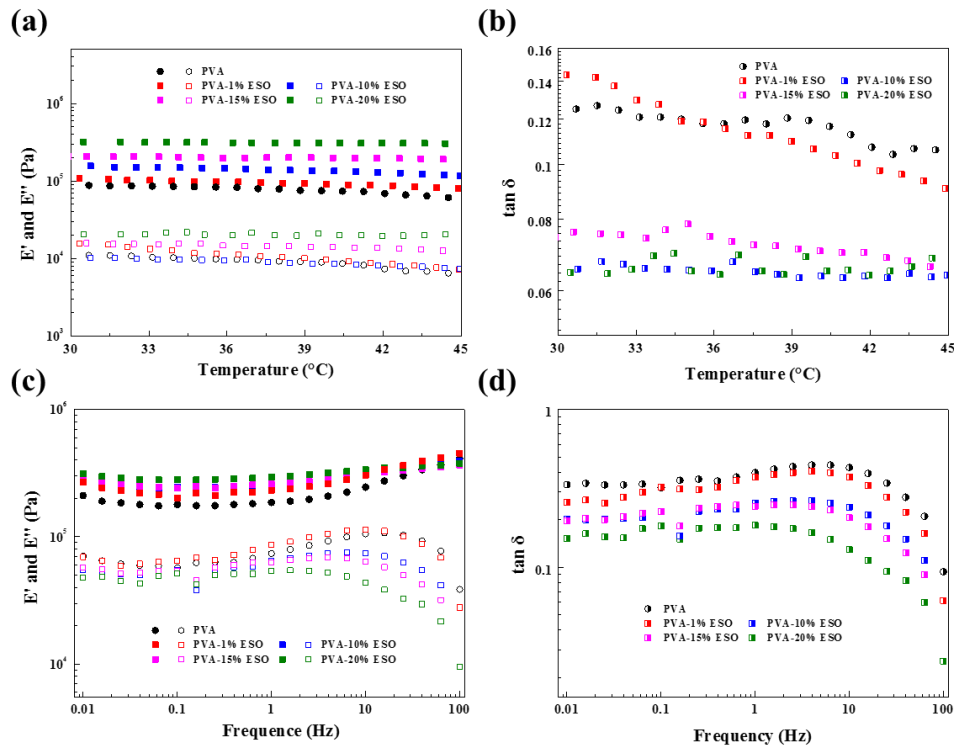 (a)
10⁶
10⁵
10⁴
10³
E' and E'' (Pa)
PVA
PVA-1% ESO PVA-10% ESO
PVA-15% ESO PVA-20% ESO
30 33 36 39 42 45
Temperature (°C)
(b)
0.16
0.14
0.12
0.1
0.08
0.06
tan δ
PVA
PVA-1% ESO PVA-10% ESO
PVA-15% ESO PVA-20% ESO
30 33 36 39 42 45
Temperature (°C)
(c)
10⁶
10⁵
10⁴
E' and E'' (Pa)
PVA
PVA-1% ESO PVA-10% ESO
PVA-15% ESO PVA-20% ESO
0.01 0.1 1 10 100
Frequence (Hz)
(d)
1
0.1
tan δ
PVA
PVA-1% ESO PVA-10% ESO
PVA-15% ESO PVA-20% ESO
0.01 0.1 1 10 100
Frequency (Hz)